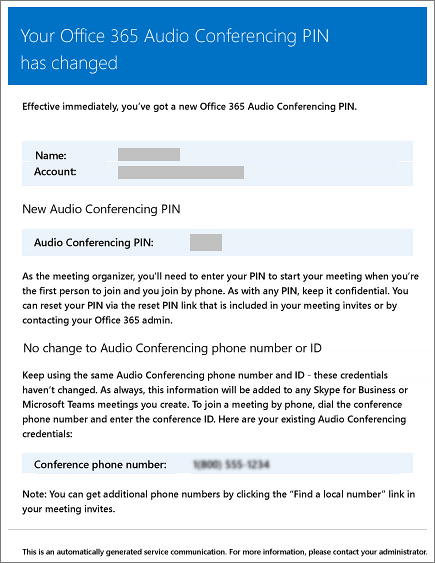 Your Office 365 Audio Conferencing PIN
has changed
Effective immediately, you’ve got a new Office 365 Audio Conferencing PIN.
Name:
Account:
New Audio Conferencing PIN
Audio Conferencing PIN:
As the meeting organizer, you'll need to enter your PIN to start your meeting when you’re
the first person to join and you join by phone. As with any PIN, keep it confidential. You
can reset your PIN via the reset PIN link that is included in your meeting invites or by
contacting your Office 365 admin.
No change to Audio Conferencing phone number or ID
Keep using the same Audio Conferencing phone number and ID - these credentials
haven’t changed. As always, this information will be added to any Skype for Business or
Microsoft Teams meetings you create. To join a meeting by phone, dial the conference
phone number and enter the conference ID. Here are your existing Audio Conferencing
credentials:
Conference phone number: 1(800) 555-1234
Note: You can get additional phone numbers by clicking the “Find a local number” link in
your meeting invites.
This is an automatically generated service communication. For more information, please contact your administrator.